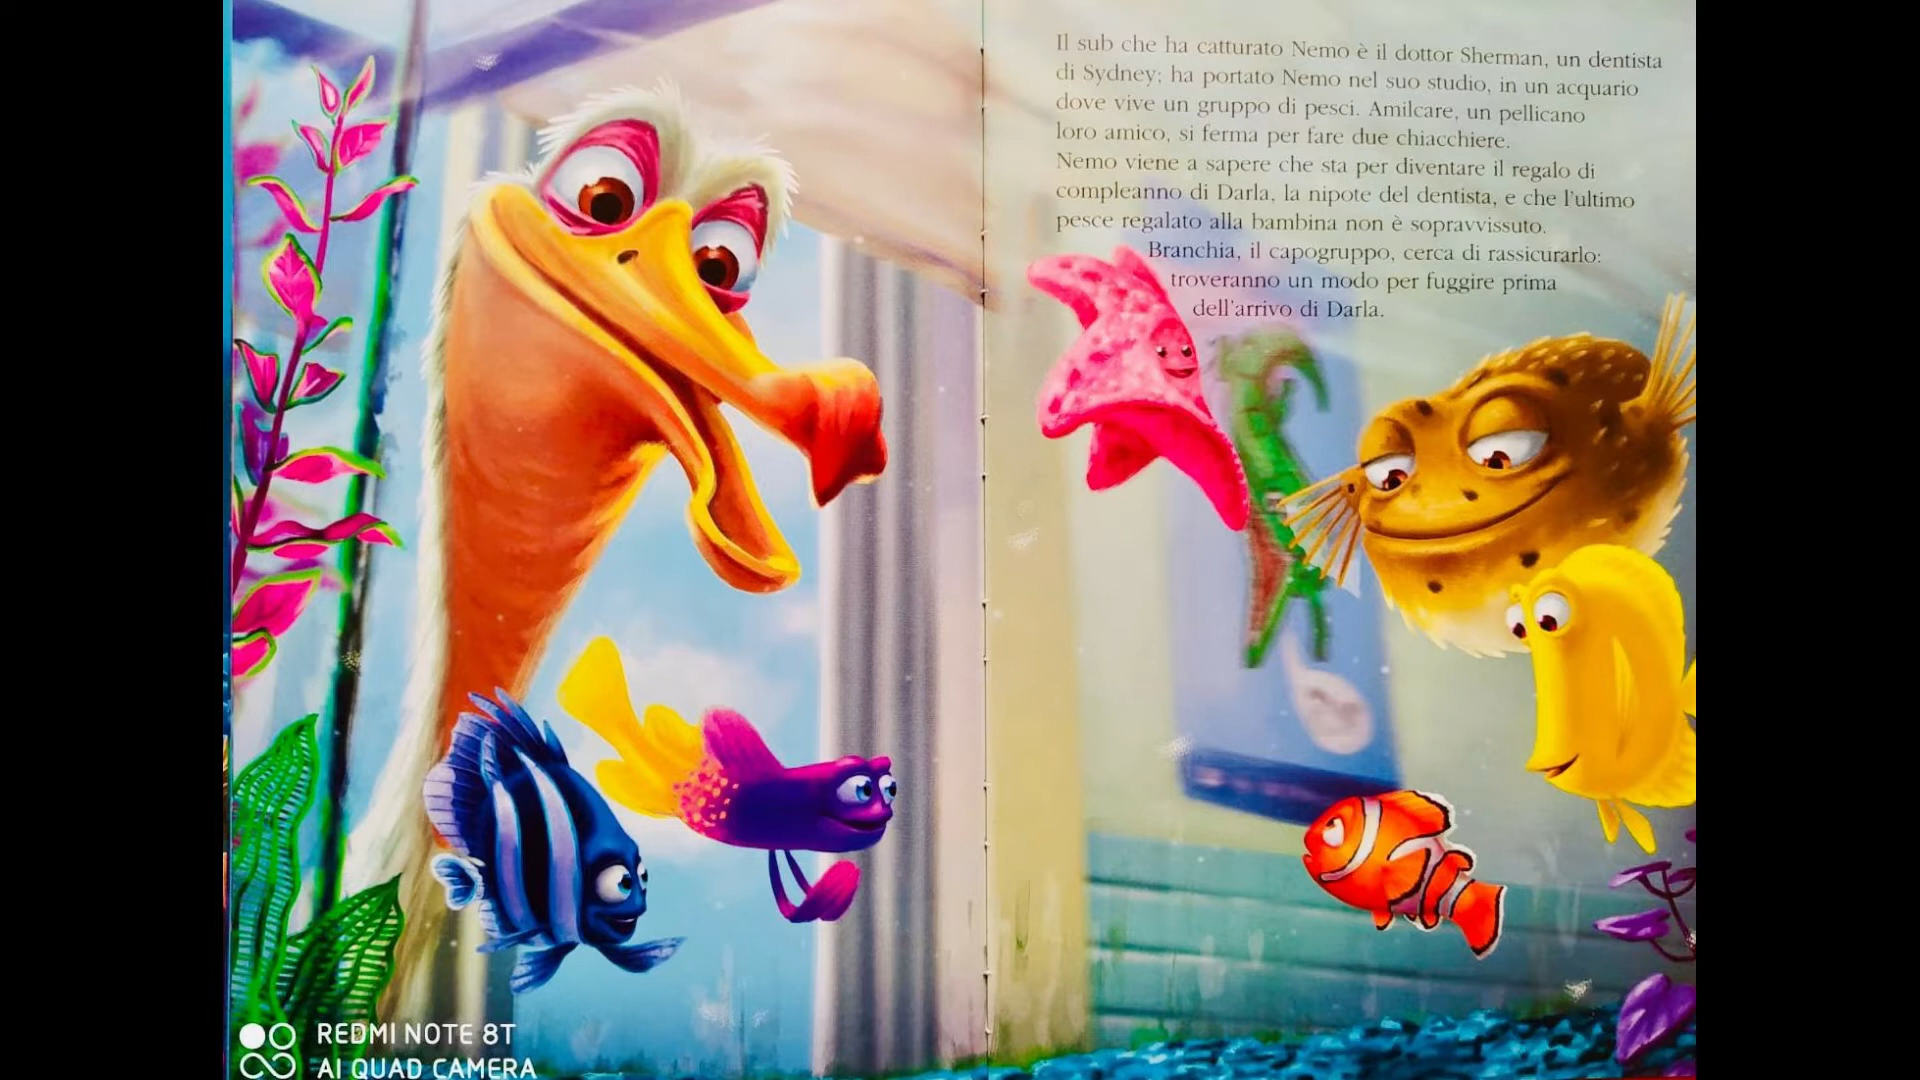 Il sub che ha catturato Nemo è il dottor Sherman, un dentista
di Sydney: ha portato Nemo nel suo studio, in un acquario
dove vive un gruppo di pesci. Amilcare, un pellicano
loro amico, si ferma per fare due chiacchiere.
Nemo viene a sapere che sta per diventare il regalo di
compleanno di Darla, la nipote del dentista, e che l'ultimo
pesce regalato alla bambina non è sopravvissuto.
Branchia, il capogruppo, cerca di rassicurarlo:
troveranno un modo per fuggire prima
dell'arrivo di Darla.
REDMI NOTE 8T
AI QUAD CAMERA